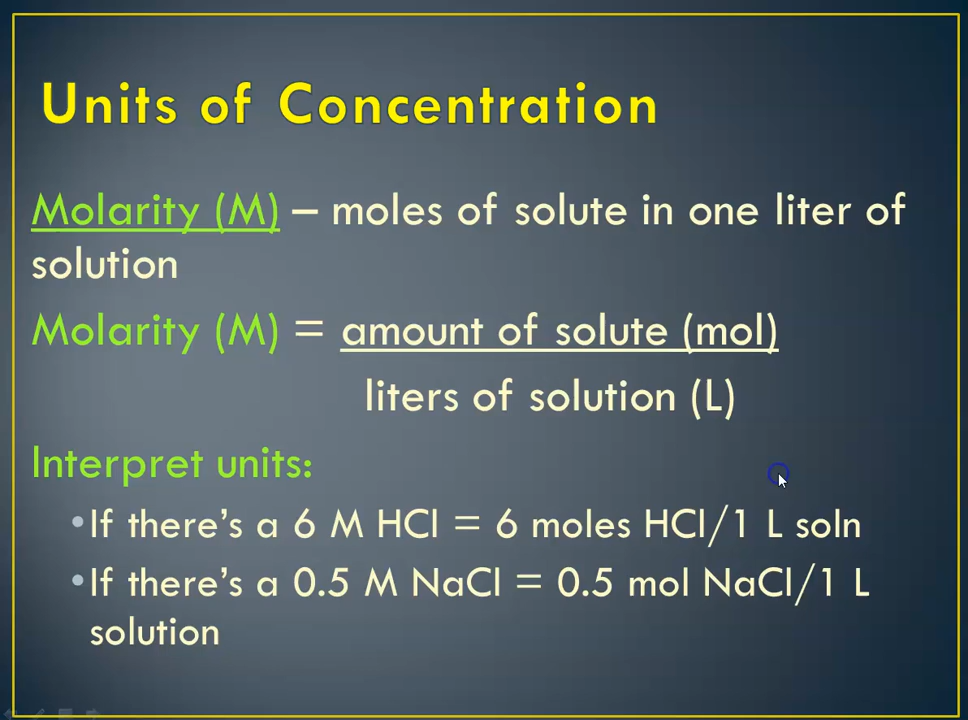 Units of Concentration
Molarity (M) – moles of solute in one liter of
solution
Molarity (M) = amount of solute (mol)
liters of solution (L)
Interpret units:
•If there's a 6 M HCl = 6 moles HCl/1 L soln
•If there's a 0.5 M NaCl = 0.5 mol NaCl/1 L
solution